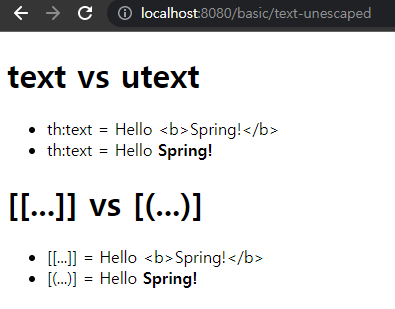 localhost:8080/basic/text-unescaped
text vs utext
th:text = Hello <b>Spring!</b>
th:text = Hello Spring!
[[...]] vs [(...)]
[[...]] = Hello <b>Spring!</b>
[(...)] = Hello Spring!